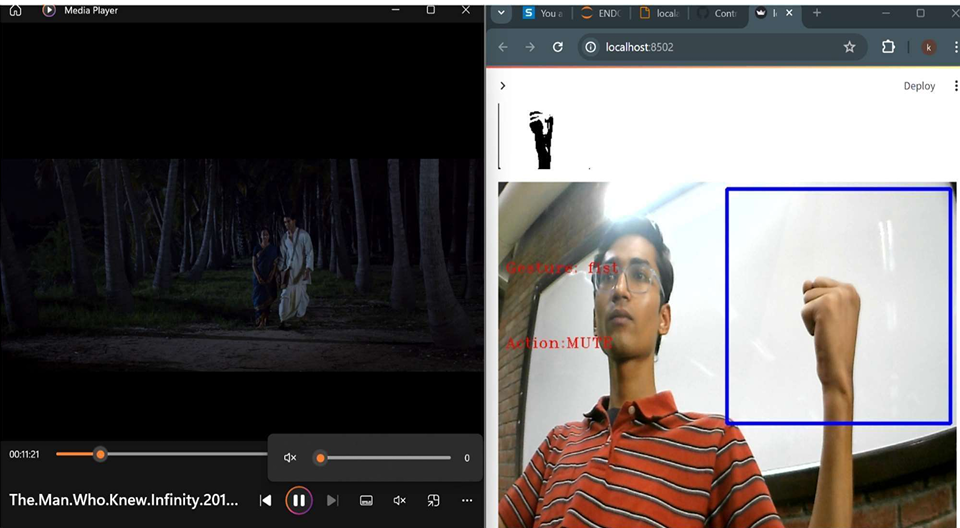 Media Player
00:11:21
0
The.Man.Who.Knew.Infinity.201...
S You a
END
local
Cont
localhost:8502
k
Deploy
Gesture: fist
Action:MUTE